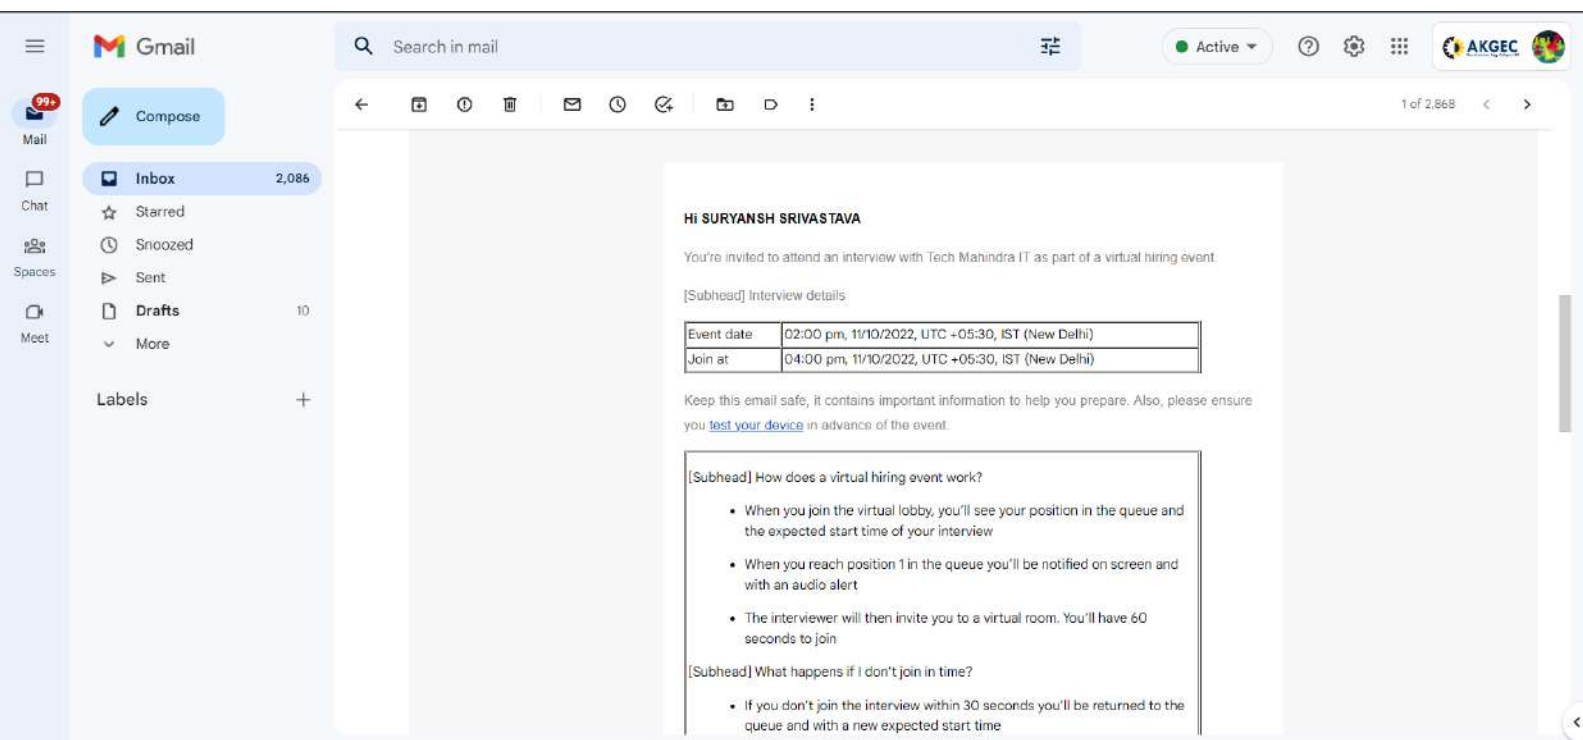 Gmail
Search in mail
Active
AKGEC
99+
Mail
Compose
1 of 2,868
Inbox 2,086
Chat
Starred
Snoozed
Spaces
Sent
Drafts 10
Meet
More
Labels
Hi SURYANSH SRIVASTAVA
You're invited to attend an interview with Tech Mahindra IT as part of a virtual hiring event.
[Subhead] Interview details
Event date 02:00 pm, 11/10/2022, UTC +05:30, IST (New Delhi)
Join at 04:00 pm, 11/10/2022, UTC +05:30, IST (New Delhi)
Keep this email safe, it contains important information to help you prepare. Also, please ensure
you test your device in advance of the event.
[Subhead] How does a virtual hiring event work?
• When you join the virtual lobby, you'll see your position in the queue and
the expected start time of your interview
• When you reach position 1 in the queue you'll be notified on screen and
with an audio alert
• The interviewer will then invite you to a virtual room. You'll have 60
seconds to join
[Subhead] What happens if I don't join in time?
• If you don't join the interview within 30 seconds you'll be returned to the
queue and with a new expected start time